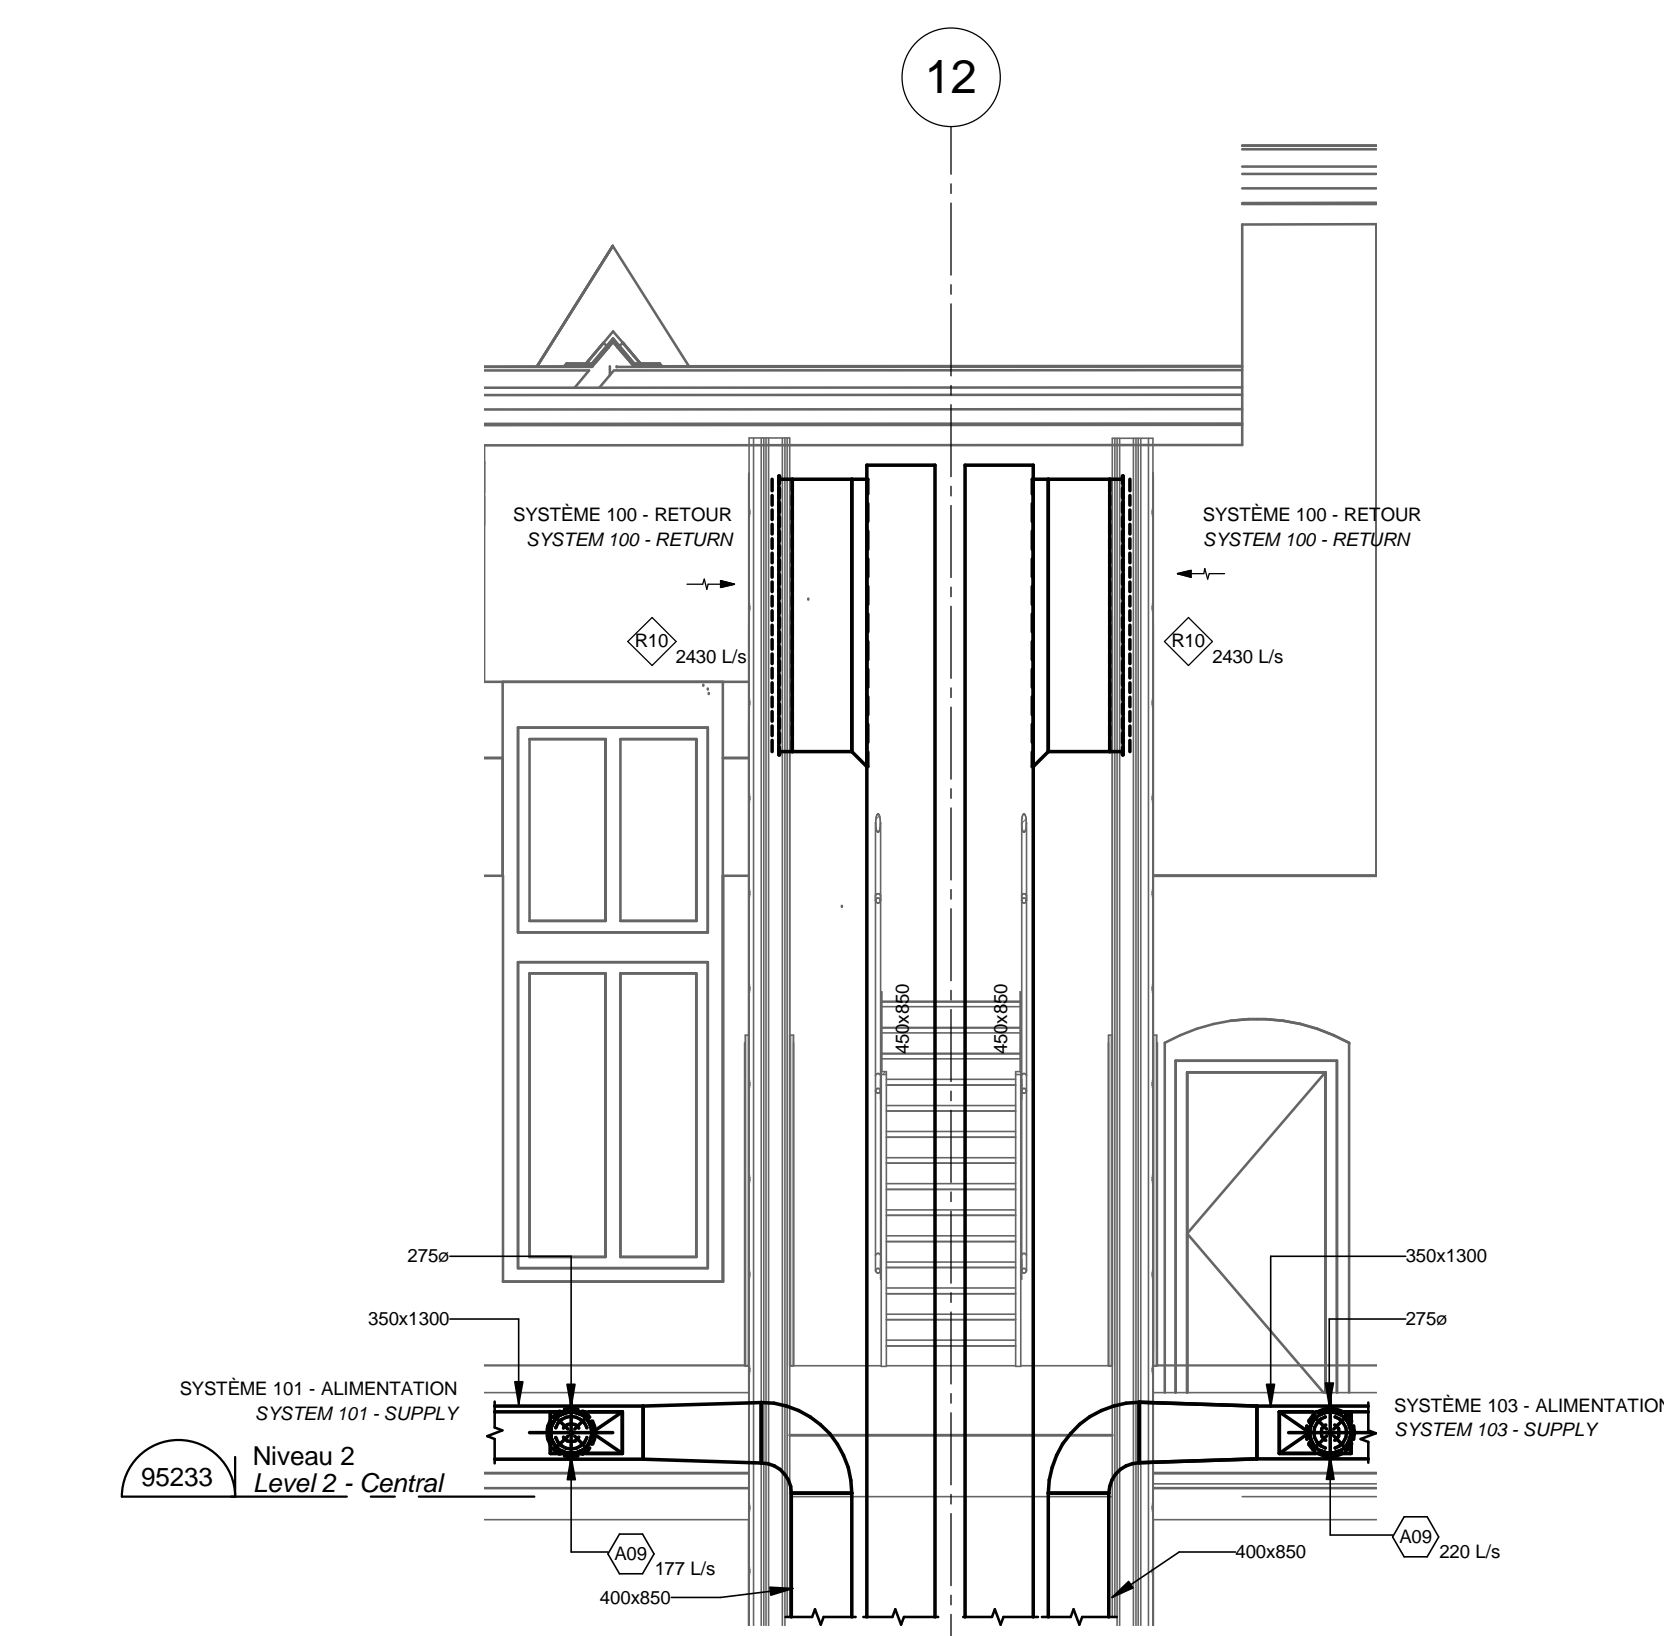 12
SYSTÈME 100 - RETOUR
SYSTEM 100 - RETURN
SYSTÈME 100 - RETOUR
SYSTEM 100 - RETURN
R10
2430 L/s
R10
2430 L/s
450x850
450x850
275ø
350x1300
350x1300
275ø
SYSTÈME 101 - ALIMENTATION
SYSTEM 101 - SUPPLY
SYSTÈME 103 - ALIMENTATION
SYSTEM 103 - SUPPLY
95233
Niveau 2
Level 2 - Central
A09
177 L/s
400x850
400x850
A09
220 L/s